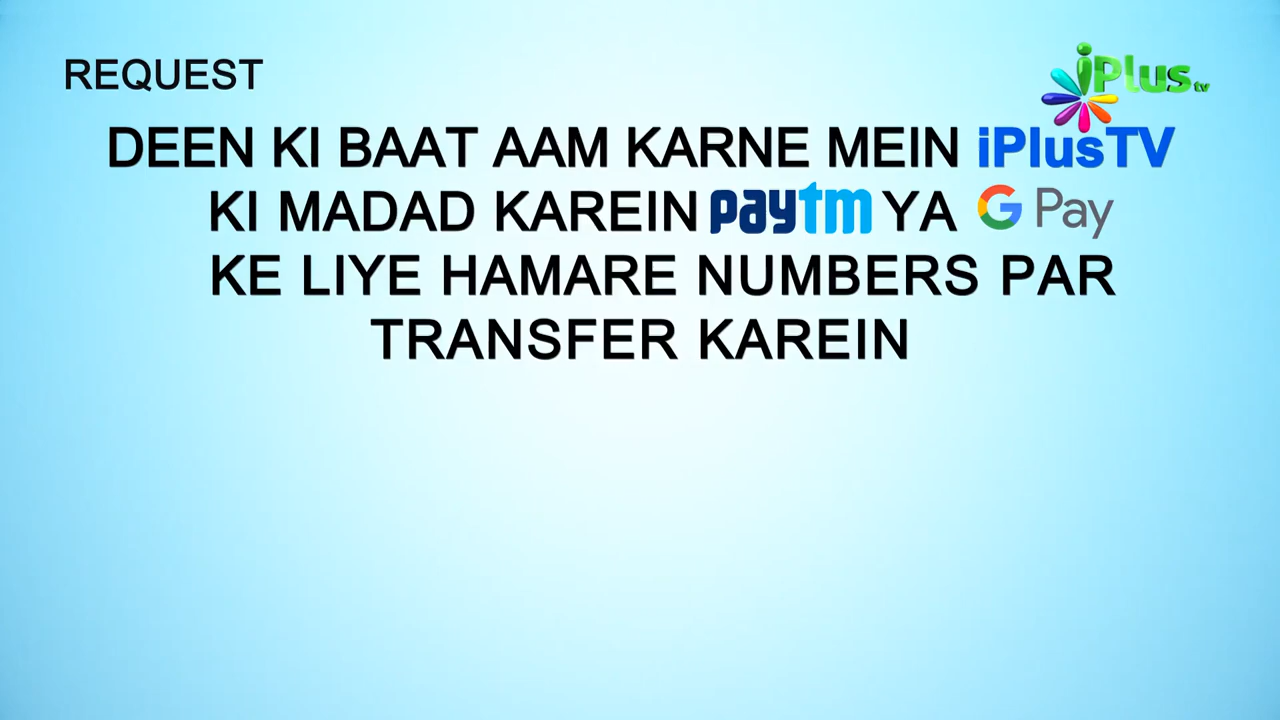 REQUEST
iPlus tv
DEEN KI BAAT AAM KARNE MEIN iPlusTV
KI MADAD KAREIN paytm YA G Pay
KE LIYE HAMARE NUMBERS PAR
TRANSFER KAREIN